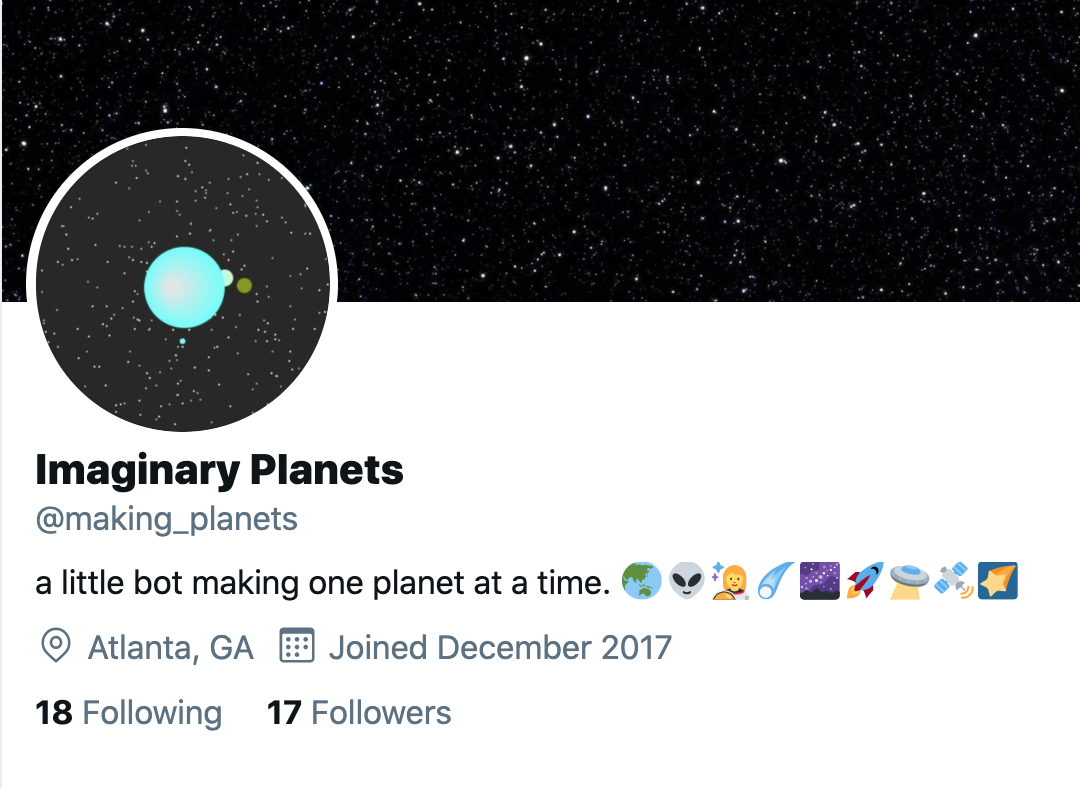 Imaginary Planets
@making_planets
a little bot making one planet at a time. 🌏👽👩‍🎤☄️🌌🚀🛸🛰️🌠
Atlanta, GA Joined December 2017
18 Following 17 Followers